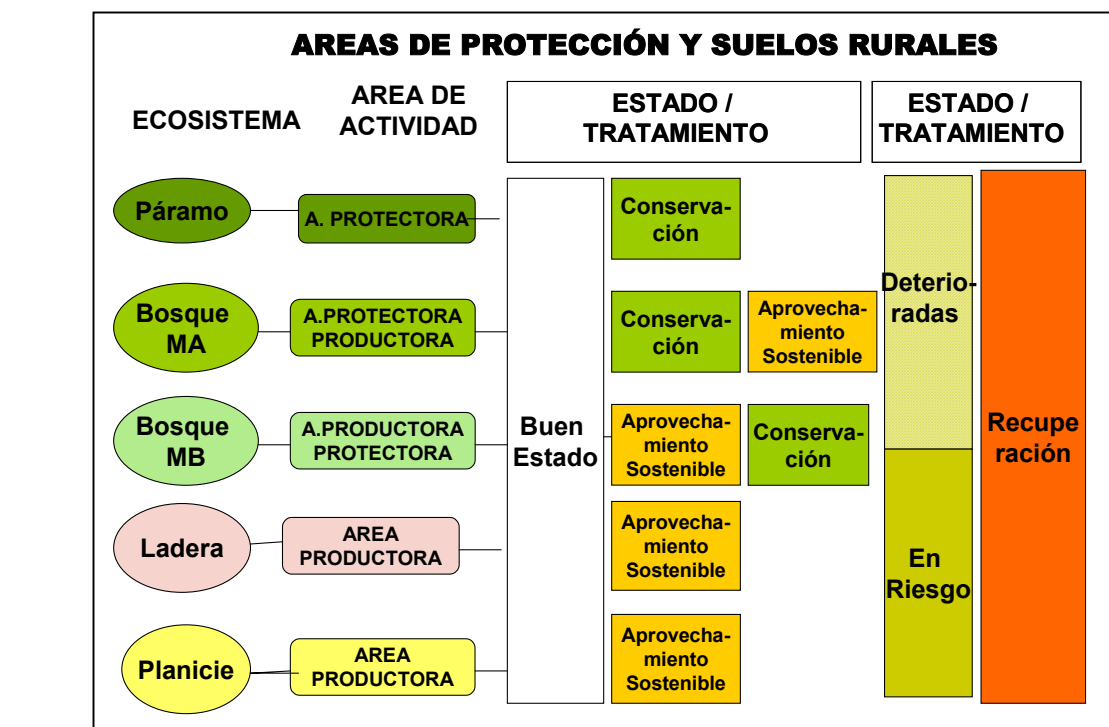 AREAS DE PROTECCIÓN Y SUELOS RURALES
ECOSISTEMA
AREA DE
ACTIVIDAD
ESTADO /
TRATAMIENTO
ESTADO /
TRATAMIENTO
Páramo
A. PROTECTORA
Conserva-
ción
Bosque
MA
A.PROTECTORA
PRODUCTORA
Conserva-
ción
Aprovecha-
miento
Sostenible
Bosque
MB
A.PRODUCTORA
PROTECTORA
Buen
Estado
Aprovecha-
miento
Sostenible
Conserva-
ción
Ladera
AREA
PRODUCTORA
Aprovecha-
miento
Sostenible
Planicie
AREA
PRODUCTORA
Aprovecha-
miento
Sostenible
Deterio-
radas
En
Riesgo
Recupe
ración